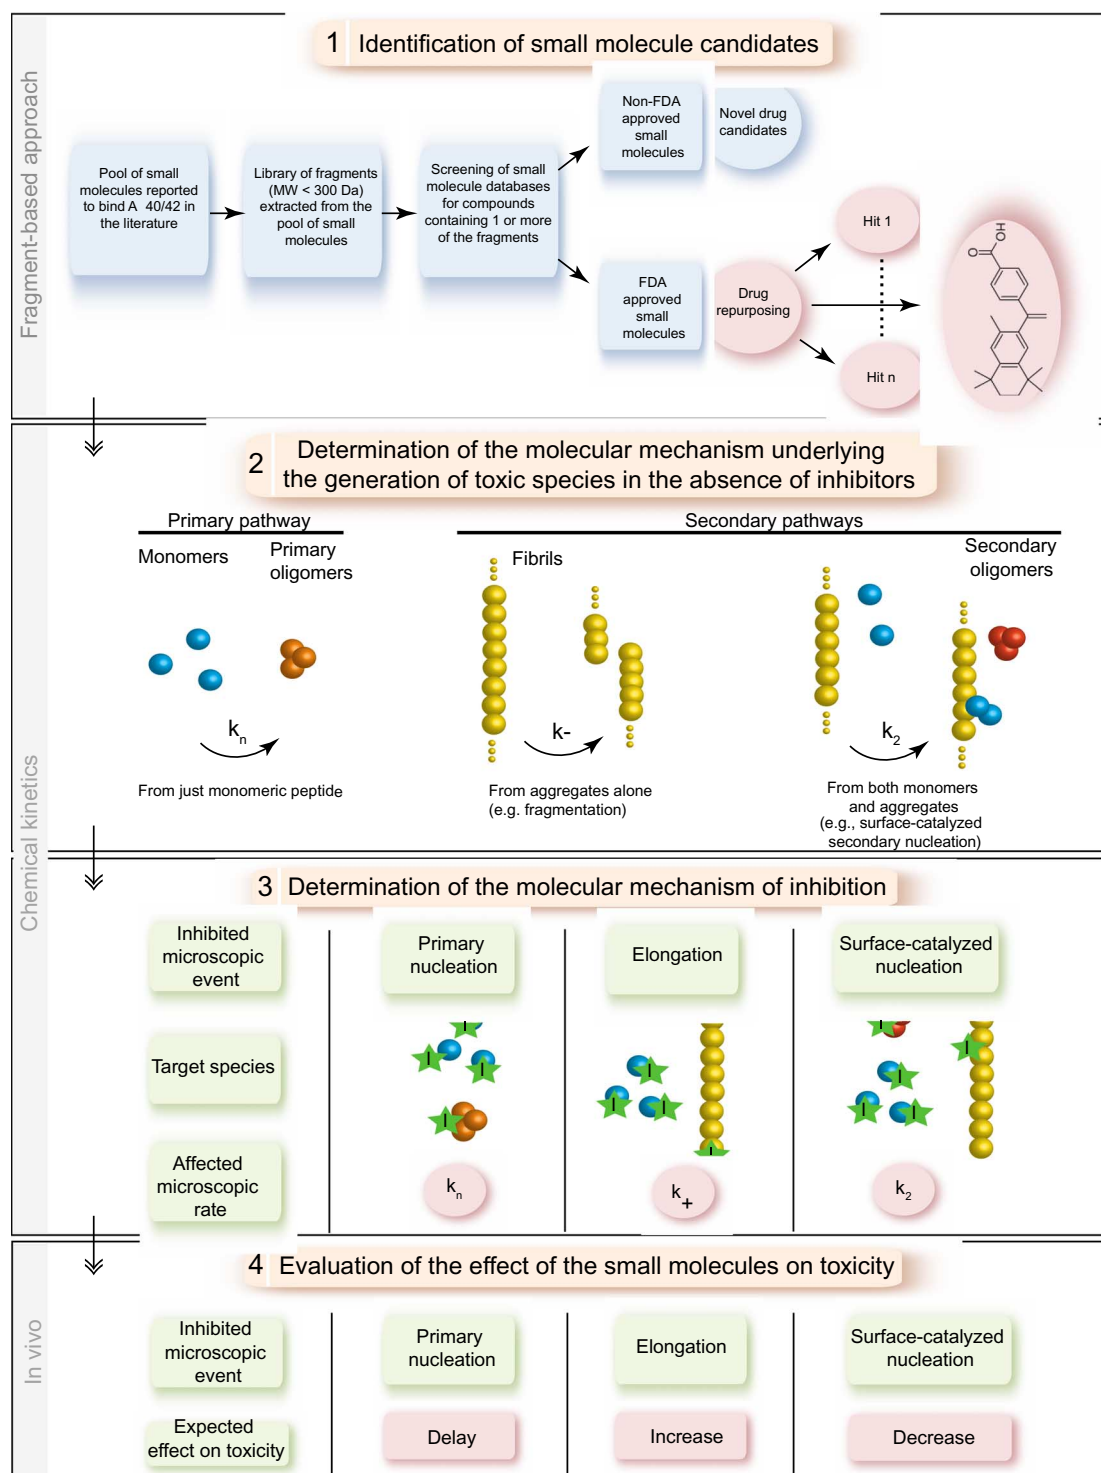 Fragment-based approach
1 Identification of small molecule candidates
Pool of small
molecules reported
to bind A 40/42 in
the literature
Library of fragments
(MW < 300 Da)
extracted from the
pool of small
molecules
Screening of small
molecule databases
for compounds
containing 1 or more
of the fragments
Non-FDA
approved
small
molecules
Novel drug
candidates
FDA
approved
small
molecules
Drug
repurposing
Hit 1
Hit n
O
OH
Chemical kinetics
2 Determination of the molecular mechanism underlying
the generation of toxic species in the absence of inhibitors
Primary pathway
Monomers
Primary
oligomers
kn
From just monomeric peptide
Secondary pathways
Fibrils
k-
From aggregates alone
(e.g. fragmentation)
Secondary
oligomers
k2
From both monomers
and aggregates
(e.g., surface-catalyzed
secondary nucleation)
3 Determination of the molecular mechanism of inhibition
Inhibited
microscopic
event
Primary
nucleation
Elongation
Surface-catalyzed
nucleation
Target species
I
I
I
I
I
I
I
I
I
I
I
I
I
Affected
microscopic
rate
kn
k+
k2
In vivo
4 Evaluation of the effect of the small molecules on toxicity
Inhibited
microscopic
event
Primary
nucleation
Elongation
Surface-catalyzed
nucleation
Expected
effect on toxicity
Delay
Increase
Decrease